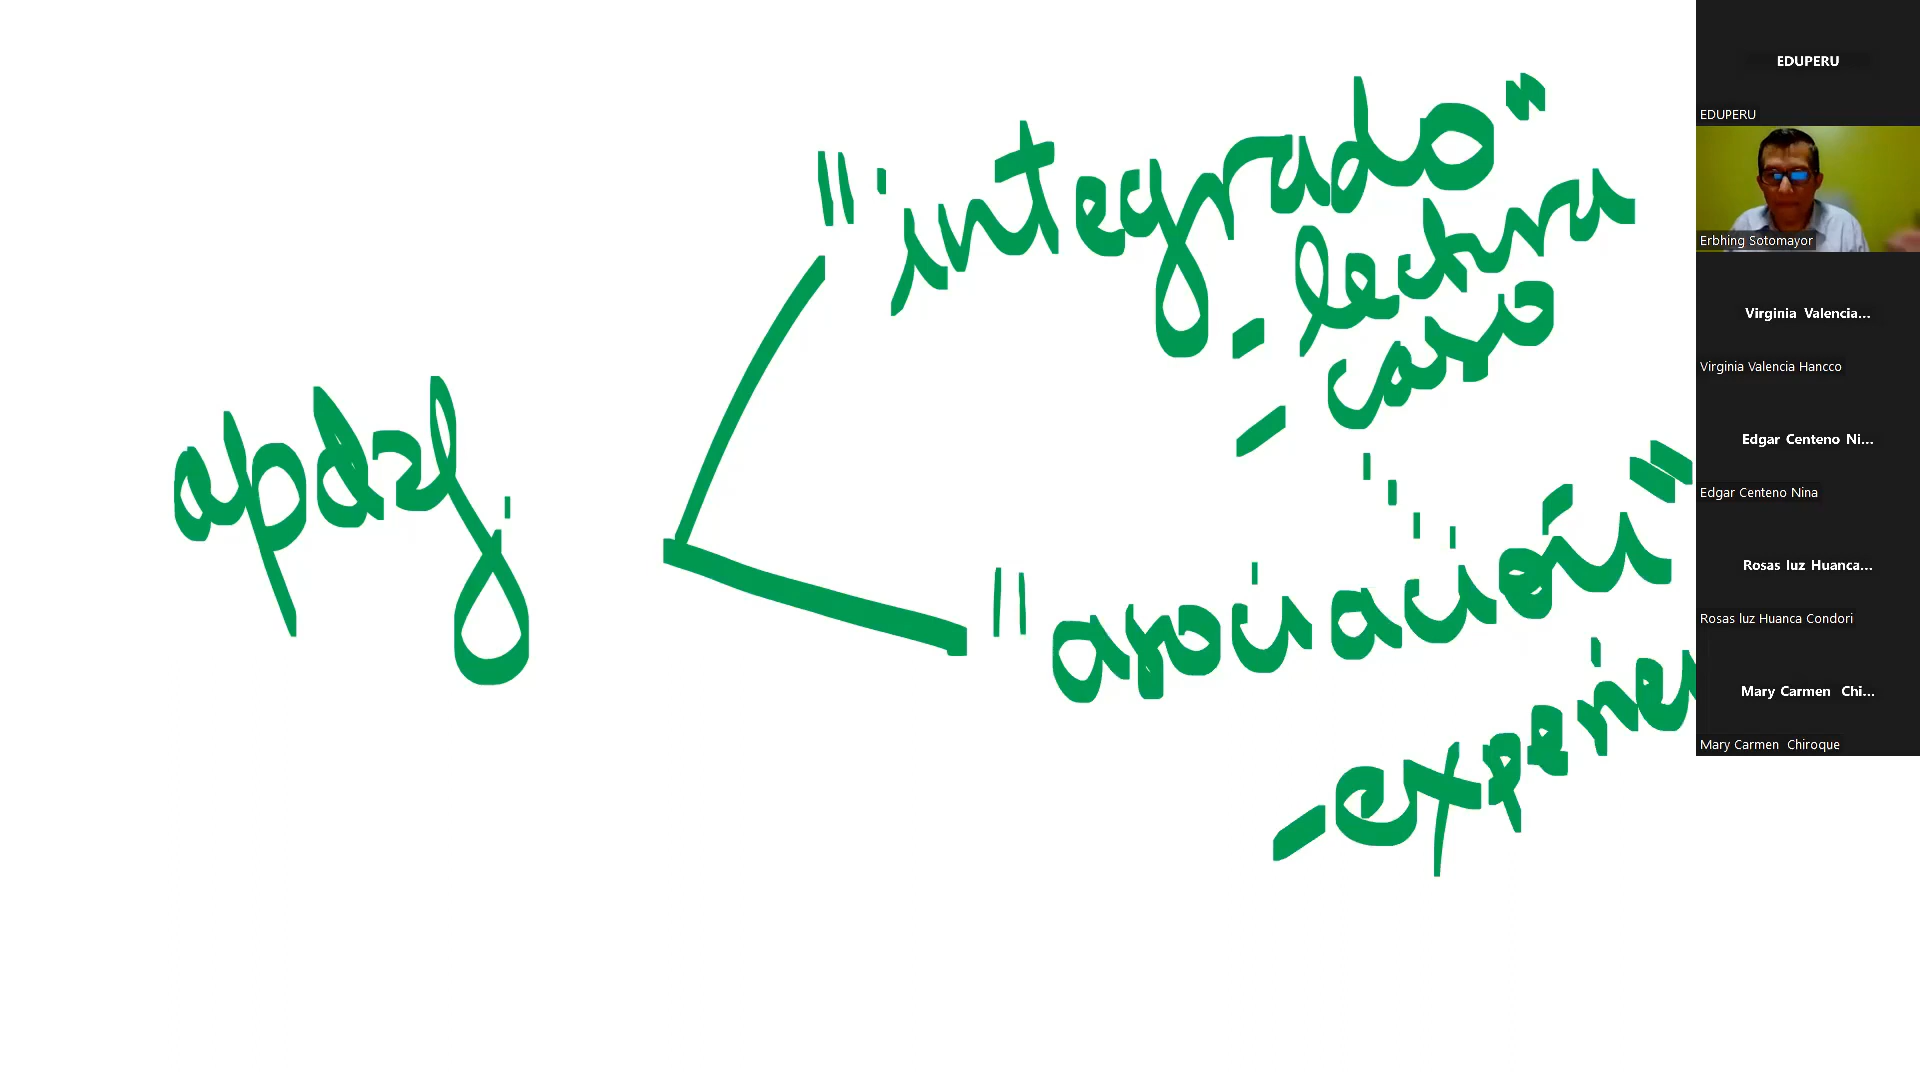 "integrado"
- lectura
- caso
apdzj
"asociación"
- experien
EDUPERU
EDUPERU
Erbhing Sotomayor
Virginia Valencia...
Virginia Valencia Hancco
Edgar Centeno Ni...
Edgar Centeno Nina
Rosas luz Huanca...
Rosas luz Huanca Condori
Mary Carmen Chi...
Mary Carmen Chiroque